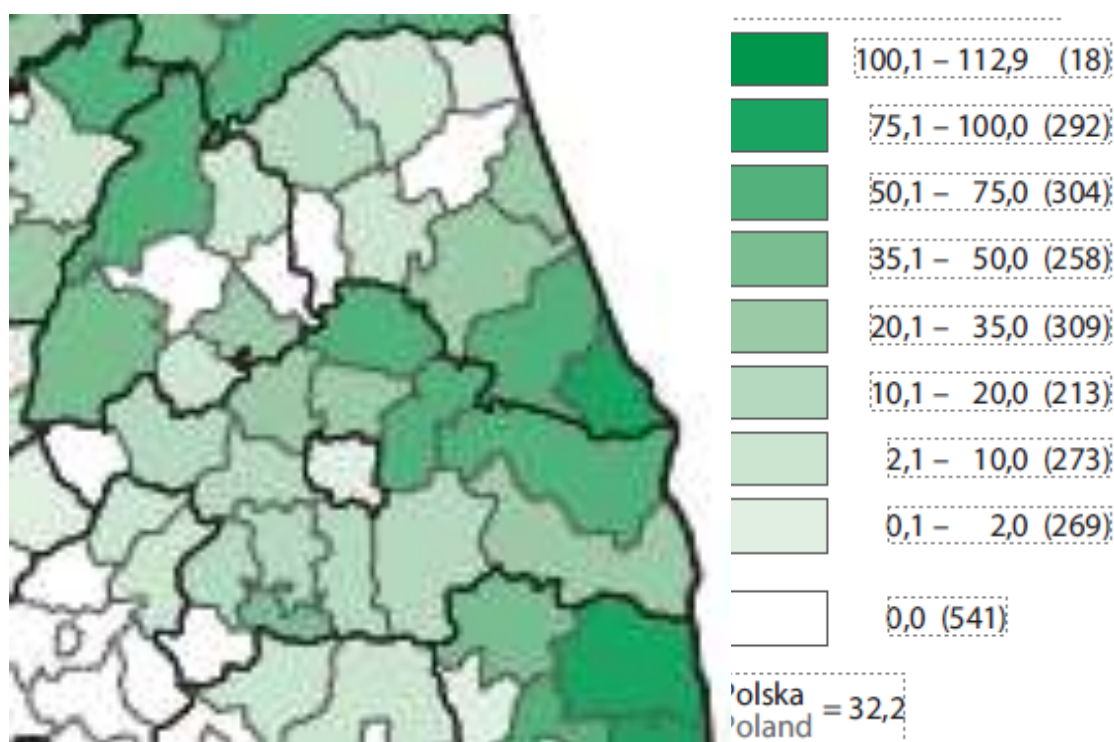 100,1 – 112,9 (18)
75,1 – 100,0 (292)
50,1 – 75,0 (304)
35,1 – 50,0 (258)
20,1 – 35,0 (309)
10,1 – 20,0 (213)
2,1 – 10,0 (273)
0,1 – 2,0 (269)
0,0 (541)
Polska
Poland = 32,2